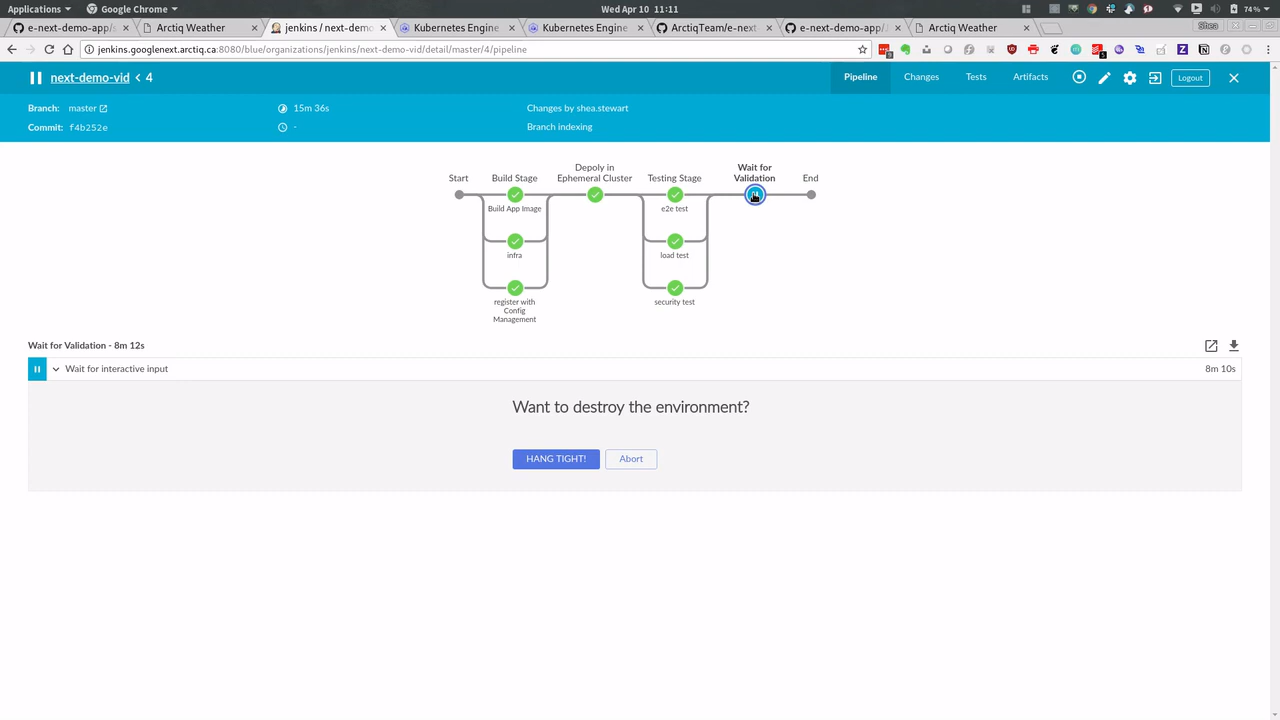 Applications
Google Chrome
Wed Apr 10 11:11
74%
e-next-demo-app/s
Arctiq Weather
jenkins / next-demo
Kubernetes Engine
Kubernetes Engine
ArctiqTeam/e-next
e-next-demo-app/J
Arctiq Weather
Shea
jenkins.googlenext.arctiq.ca:8080/blue/organizations/jenkins/next-demo-vid/detail/master/4/pipeline
next-demo-vid < 4
Pipeline
Changes
Tests
Artifacts
Logout
Branch: master
15m 36s
Changes by shea.stewart
Commit: f4b252e
-
Branch indexing
Start
Build Stage
Depoly in
Ephemeral Cluster
Testing Stage
Wait for
Validation
End
Build App Image
e2e test
infra
load test
register with
Config
Management
security test
Wait for Validation - 8m 12s
Wait for interactive input
8m 10s
Want to destroy the environment?
HANG TIGHT!
Abort